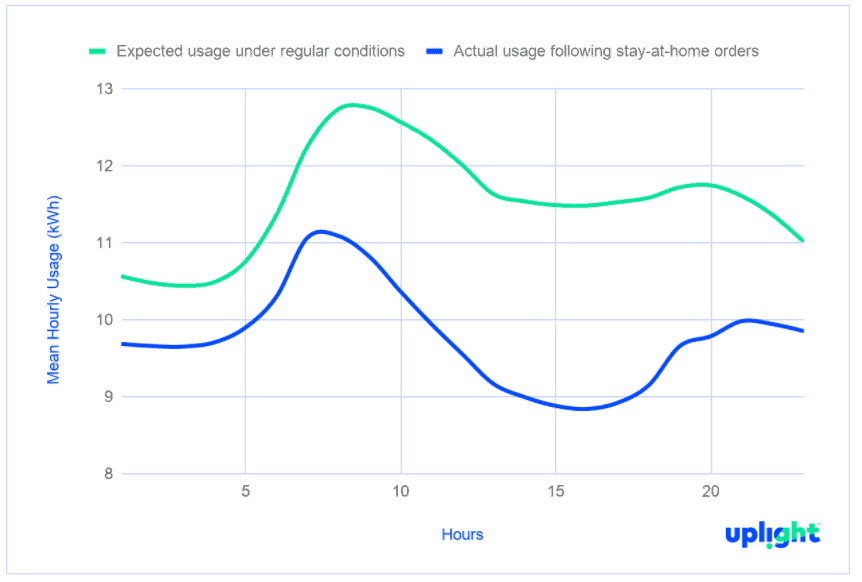 Expected usage under regular conditions
Actual usage following stay-at-home orders
13
12
11
10
9
8
Mean Hourly Usage (kWh)
5
10
15
20
Hours
uplight